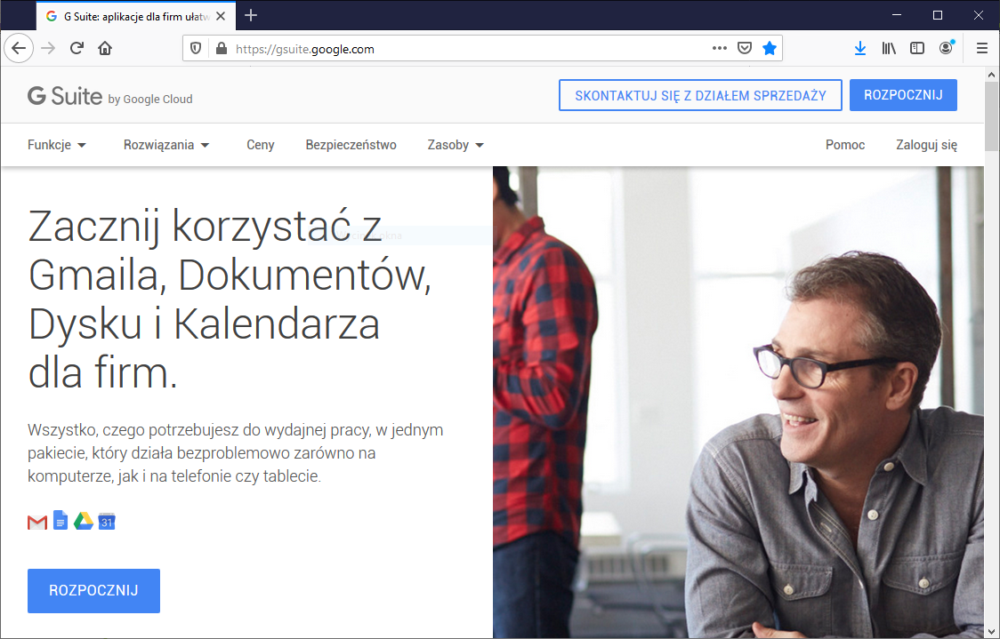 G Suite: aplikacje dla firm ułatw
https://gsuite.google.com
G Suite by Google Cloud
SKONTAKTUJ SIĘ Z DZIAŁEM SPRZEDAŻY
ROZPOCZNIJ
Funkcje
Rozwiązania
Ceny
Bezpieczeństwo
Zasoby
Pomoc
Zaloguj się
Zacznij korzystać z
Gmaila, Dokumentów,
Dysku i Kalendarza
dla firm.
Wszystko, czego potrzebujesz do wydajnej pracy, w jednym
pakiecie, który działa bezproblemowo zarówno na
komputerze, jak i na telefonie czy tablecie.
31
ROZPOCZNIJ